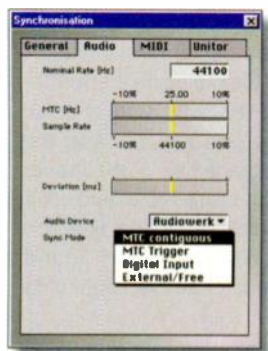 Synchronisation
General Audio MIDI Unitor
Nominal Rate [Hz] 44100
-10% 25.00 10%
MTC [Hz]
Sample Rate
-10% 44100 10%
Deviation [ms]
Audio Device Audiowerk
Sync Mode MTC contiguous
MTC Trigger
Digital Input
External/Free